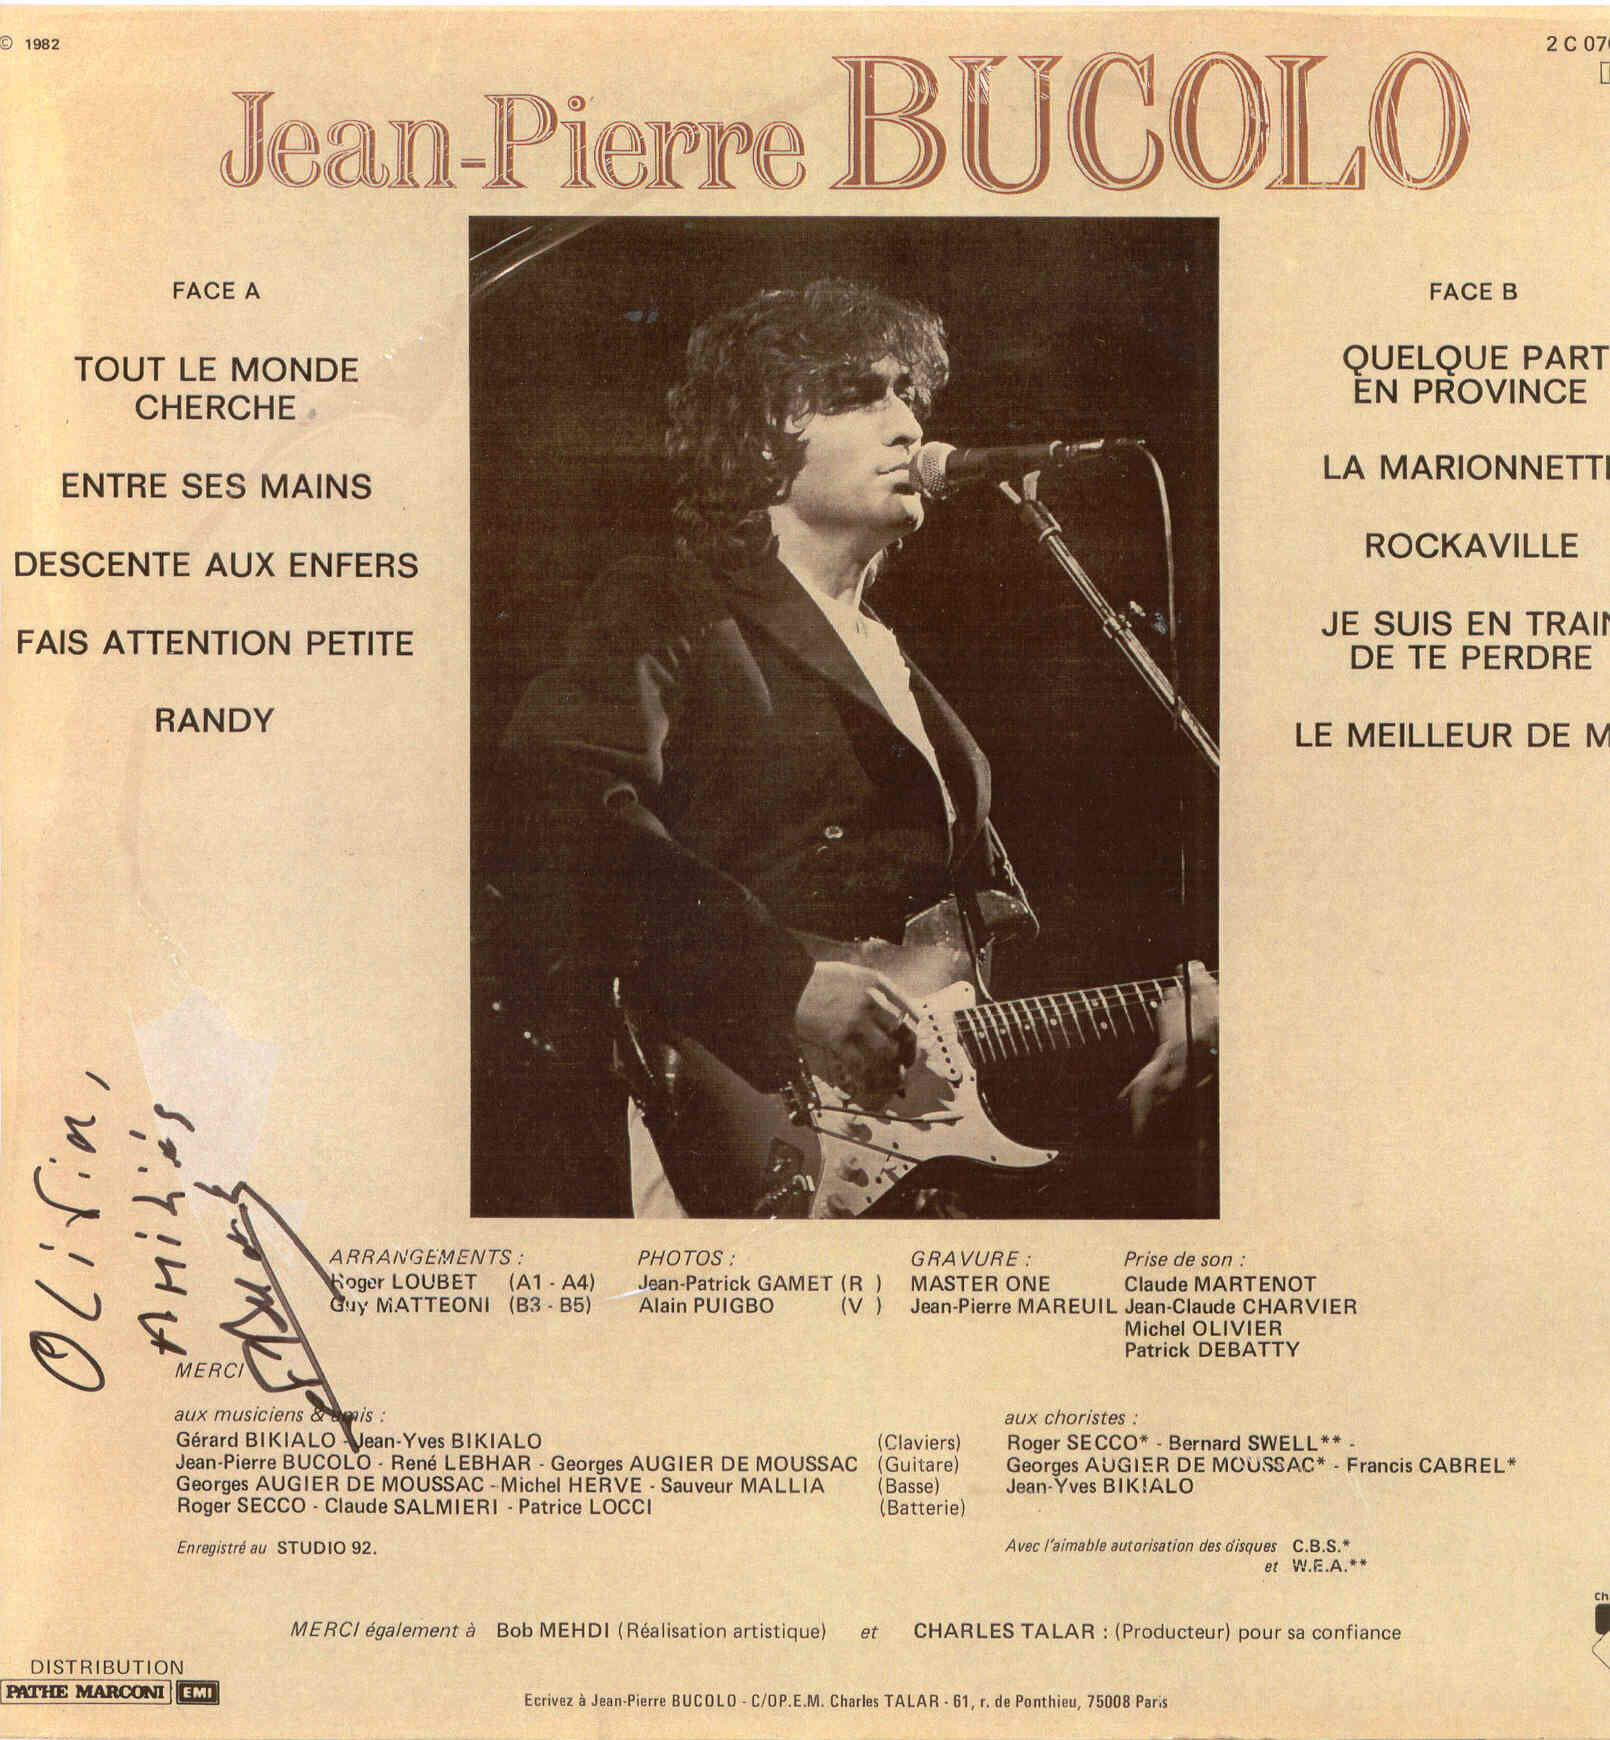 © 1982
2 C 07
Jean-Pierre BUCOLO
FACE A
TOUT LE MONDE
CHERCHE
ENTRE SES MAINS
DESCENTE AUX ENFERS
FAIS ATTENTION PETITE
RANDY
FACE B
QUELQUE PART
EN PROVINCE
LA MARIONNETT
ROCKAVILLE
JE SUIS EN TRAIN
DE TE PERDRE
LE MEILLEUR DE M
Olivin,
Amitiés
ARRANGEMENTS :
Roger LOUBET (A1 - A4)
Guy MATTEONI (B3 - B5)
PHOTOS :
Jean-Patrick GAMET (R )
Alain PUIGBO (V )
GRAVURE :
MASTER ONE
Jean-Pierre MAREUIL
Prise de son :
Claude MARTENOT
Jean-Claude CHARVIER
Michel OLIVIER
Patrick DEBATTY
MERCI
aux musiciens & amis :
Gérard BIKIALO - Jean-Yves BIKIALO (Claviers)
Jean-Pierre BUCOLO - René LEBHAR - Georges AUGIER DE MOUSSAC (Guitare)
Georges AUGIER DE MOUSSAC - Michel HERVE - Sauveur MALLIA (Basse)
Roger SECCO - Claude SALMIERI - Patrice LOCCI (Batterie)
aux choristes :
Roger SECCO* - Bernard SWELL** -
Georges AUGIER DE MOUSSAC* - Francis CABREL*
Jean-Yves BIKIALO
Enregistré au STUDIO 92.
Avec l'aimable autorisation des disques C.B.S.*
et W.E.A.**
MERCI également à Bob MEHDI (Réalisation artistique) et CHARLES TALAR : (Producteur) pour sa confiance
Ch
DISTRIBUTION
PATHE MARCONI EMI
Ecrivez à Jean-Pierre BUCOLO - C/OP.E.M. Charles TALAR - 61, r. de Ponthieu, 75008 Paris